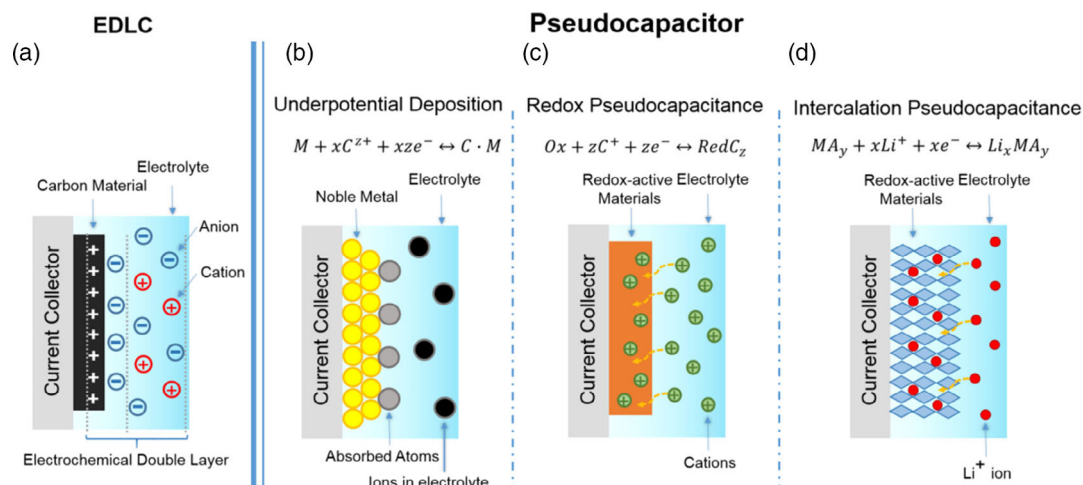 EDLC
Pseudocapacitor
(a)
(b)
(c)
(d)
Underpotential Deposition
Redox Pseudocapacitance
Intercalation Pseudocapacitance
M + xC^{z+} + xze^- ↔ C · M
Ox + zC^+ + ze^- ↔ RedC_z
MA_y + xLi^+ + xe^- ↔ Li_xMA_y
Electrolyte
Carbon Material
Anion
Cation
Current Collector
Electrochemical Double Layer
Electrolyte
Noble Metal
Current Collector
Absorbed Atoms
Ions in electrolyte
Redox-active Electrolyte
Materials
Current Collector
Cations
Redox-active Electrolyte
Materials
Current Collector
Li^+ ion